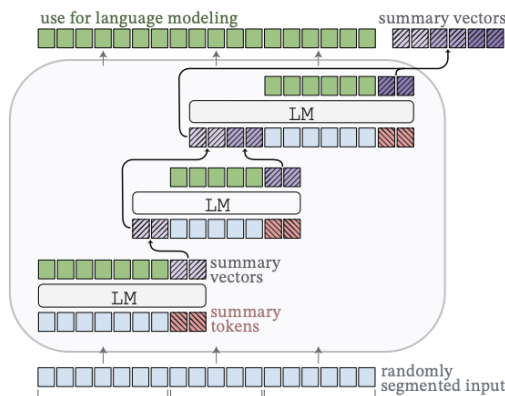 use for language modeling
summary vectors
LM
LM
summary
vectors
LM
summary
tokens
randomly
segmented input